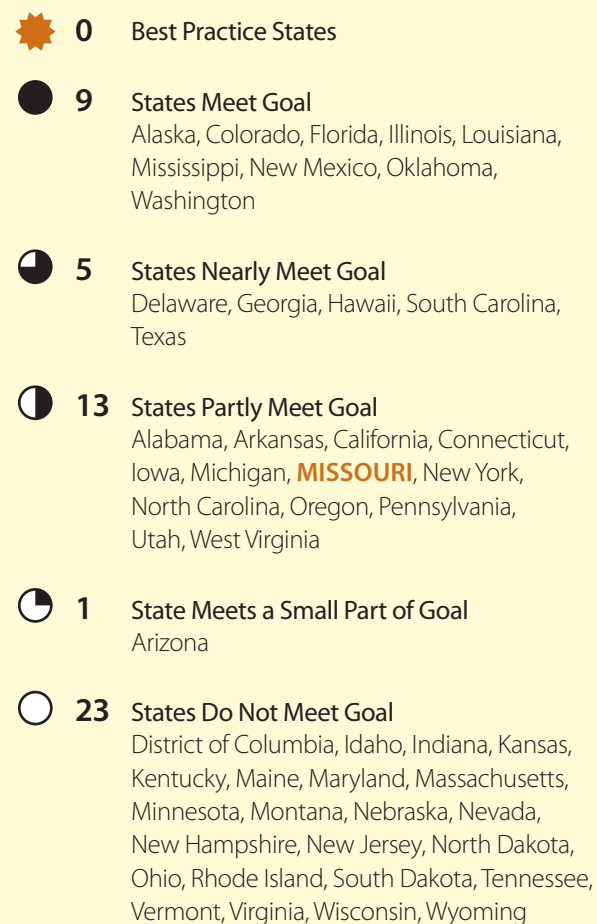 0 Best Practice States
9 States Meet Goal
Alaska, Colorado, Florida, Illinois, Louisiana,
Mississippi, New Mexico, Oklahoma,
Washington
5 States Nearly Meet Goal
Delaware, Georgia, Hawaii, South Carolina,
Texas
13 States Partly Meet Goal
Alabama, Arkansas, California, Connecticut,
Iowa, Michigan, MISSOURI, New York,
North Carolina, Oregon, Pennsylvania,
Utah, West Virginia
1 State Meets a Small Part of Goal
Arizona
23 States Do Not Meet Goal
District of Columbia, Idaho, Indiana, Kansas,
Kentucky, Maine, Maryland, Massachusetts,
Minnesota, Montana, Nebraska, Nevada,
New Hampshire, New Jersey, North Dakota,
Ohio, Rhode Island, South Dakota, Tennessee,
Vermont, Virginia, Wisconsin, Wyoming